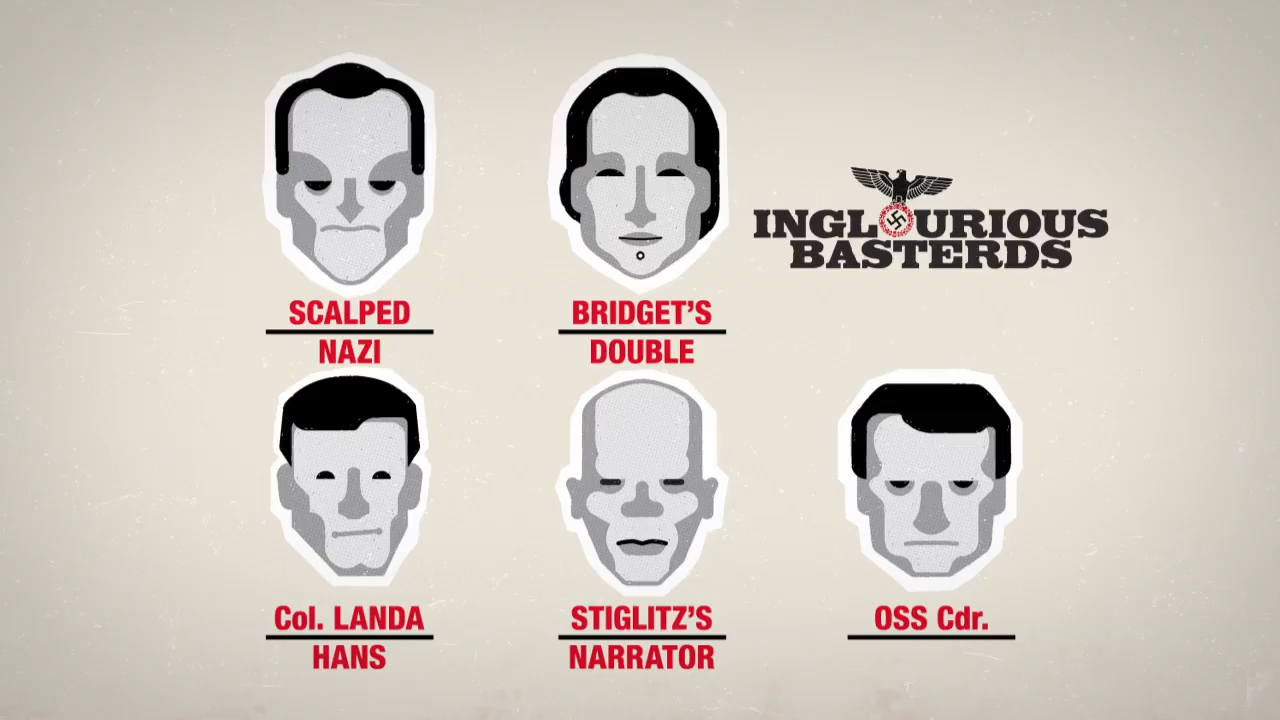 INGLOURIOUS
BASTERDS
SCALPED
NAZI
BRIDGET'S
DOUBLE
Col. LANDA
HANS
STIGLITZ'S
NARRATOR
OSS Cdr.